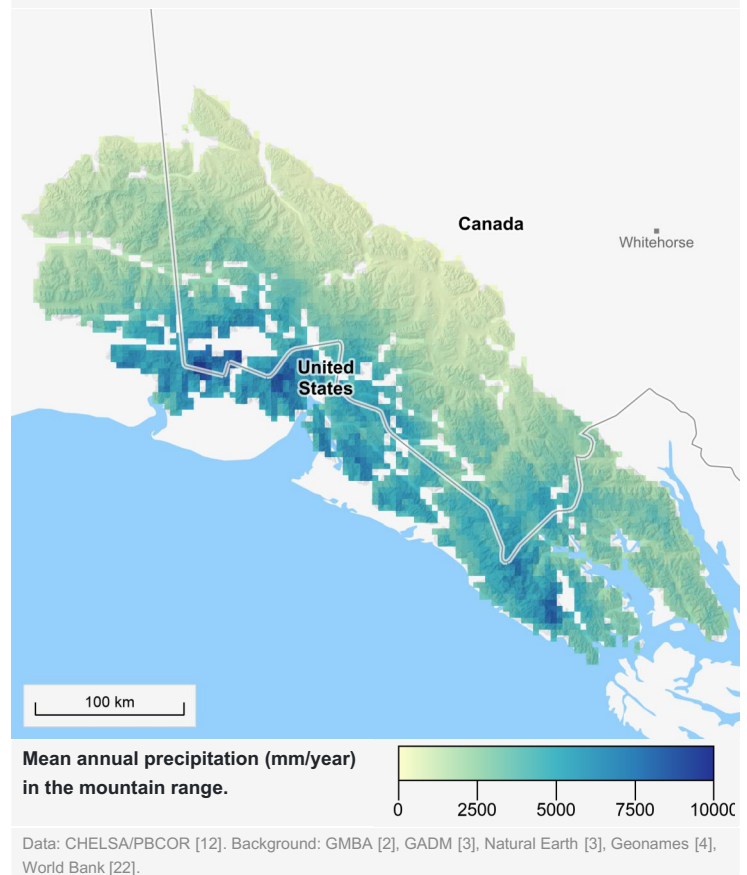 Canada
Whitehorse
United
States
100 km
Mean annual precipitation (mm/year)
in the mountain range.
0 2500 5000 7500 10000
Data: CHELSA/PBCOR [12]. Background: GMBA [2], GADM [3], Natural Earth [3], Geonames [4],
World Bank [22].